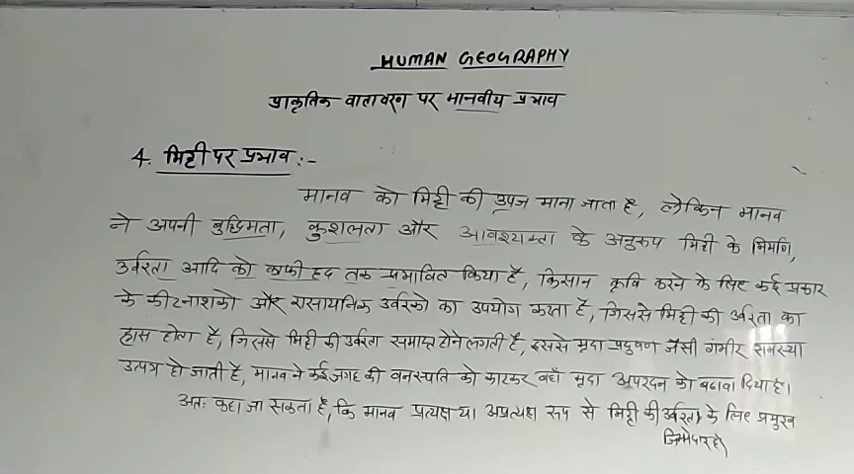 HUMAN GEOGRAPHY
प्राकृतिक वातावरण पर मानवीय प्रभाव
4. मिट्टी पर प्रभाव :-
मानव को मिट्टी की उपज माना जाता है, लेकिन मानव
ने अपनी बुद्धिमता, कुशलता और आवश्यकता के अनुरूप मिट्टी के निर्माण,
उर्वरता आदि को काफी हद तक प्रभावित किया है, किसान कृषि करने के लिए कई प्रकार
के कीटनाशको और रासायनिक उर्वरको का उपयोग करता है, जिससे मिट्टी की उर्वरता का
ह्रास होता है, जिससे मिट्टी की उर्वरता समाप्त होने लगती है, इससे मृदा प्रदुषण जैसी गंभीर समस्या
उत्पन्न हो जाती है, मानव ने कई जगह की वनस्पति को काटकर वहाँ मृदा अपरदन को बढावा दिया है।
अतः कहा जा सकता है, कि मानव प्रत्यक्ष या अप्रत्यक्ष रूप से मिट्टी की उर्वरता के लिए प्रमुख
जिम्मेदार है।